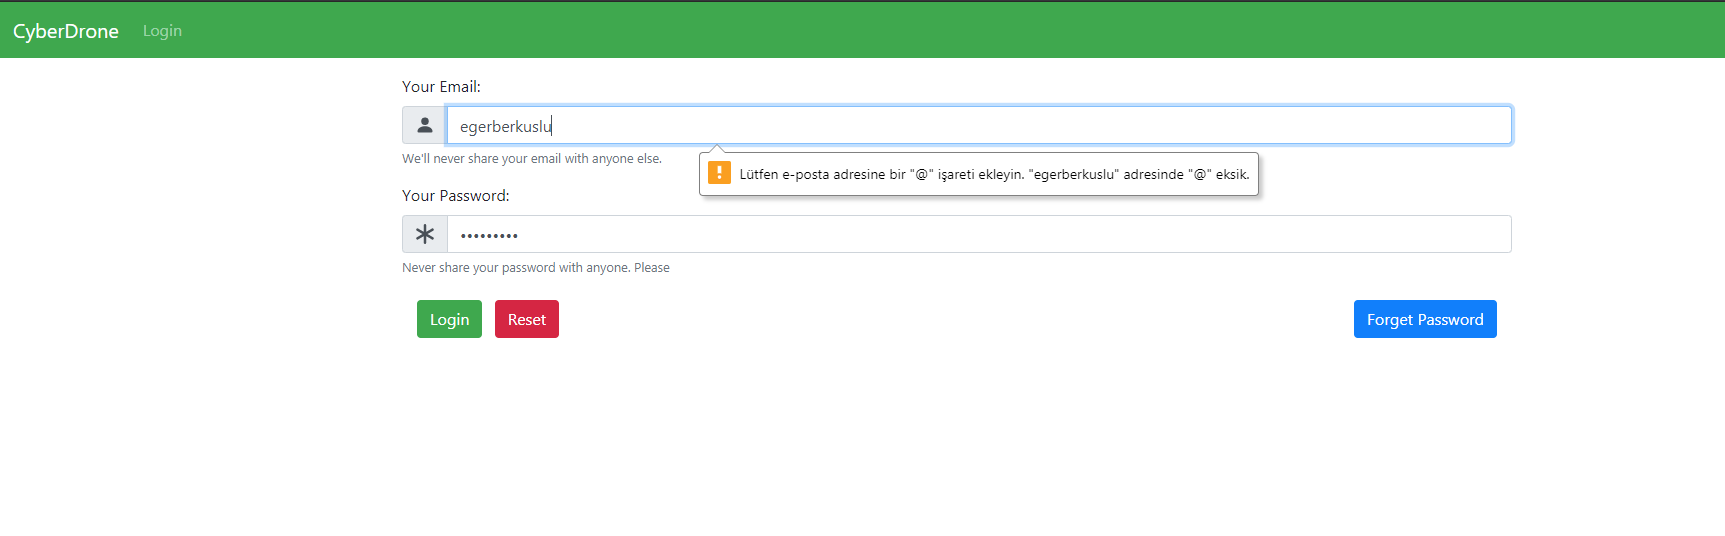 CyberDrone Login
Your Email:
egerberkuslu
We'll never share your email with anyone else.
Lütfen e-posta adresine bir "@" işareti ekleyin. "egerberkuslu" adresinde "@" eksik.
Your Password:
•••••••••
Never share your password with anyone. Please
Login Reset Forget Password